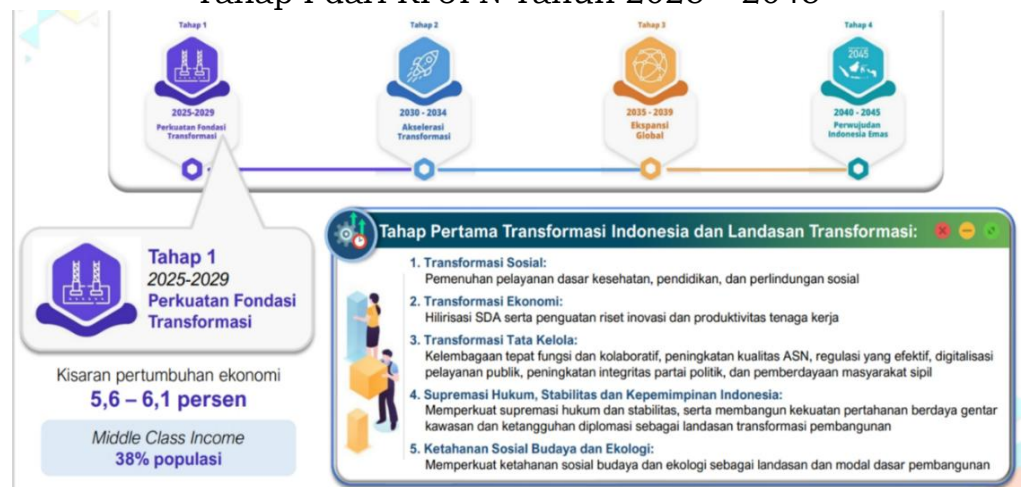 Tahap I dari RPJPN Tahun 2025 – 2045
Tahap 1
Tahap 2
Tahap 3
Tahap 4
2045
2025-2029
Perkuatan Fondasi
Transformasi
2030 - 2034
Akselerasi
Transformasi
2035 - 2039
Ekspansi
Global
2040 - 2045
Perwujudan
Indonesia Emas
Tahap 1
2025-2029
Perkuatan Fondasi
Transformasi
Kisaran pertumbuhan ekonomi
5,6 – 6,1 persen
Middle Class Income
38% populasi
Tahap Pertama Transformasi Indonesia dan Landasan Transformasi:
1. Transformasi Sosial:
Pemenuhan pelayanan dasar kesehatan, pendidikan, dan perlindungan sosial
2. Transformasi Ekonomi:
Hilirisasi SDA serta penguatan riset inovasi dan produktivitas tenaga kerja
3. Transformasi Tata Kelola:
Kelembagaan tepat fungsi dan kolaboratif, peningkatan kualitas ASN, regulasi yang efektif, digitalisasi
pelayanan publik, peningkatan integritas partai politik, dan pemberdayaan masyarakat sipil
4. Supremasi Hukum, Stabilitas dan Kepemimpinan Indonesia:
Memperkuat supremasi hukum dan stabilitas, serta membangun kekuatan pertahanan berdaya gentar
kawasan dan ketangguhan diplomasi sebagai landasan transformasi pembangunan
5. Ketahanan Sosial Budaya dan Ekologi:
Memperkuat ketahanan sosial budaya dan ekologi sebagai landasan dan modal dasar pembangunan